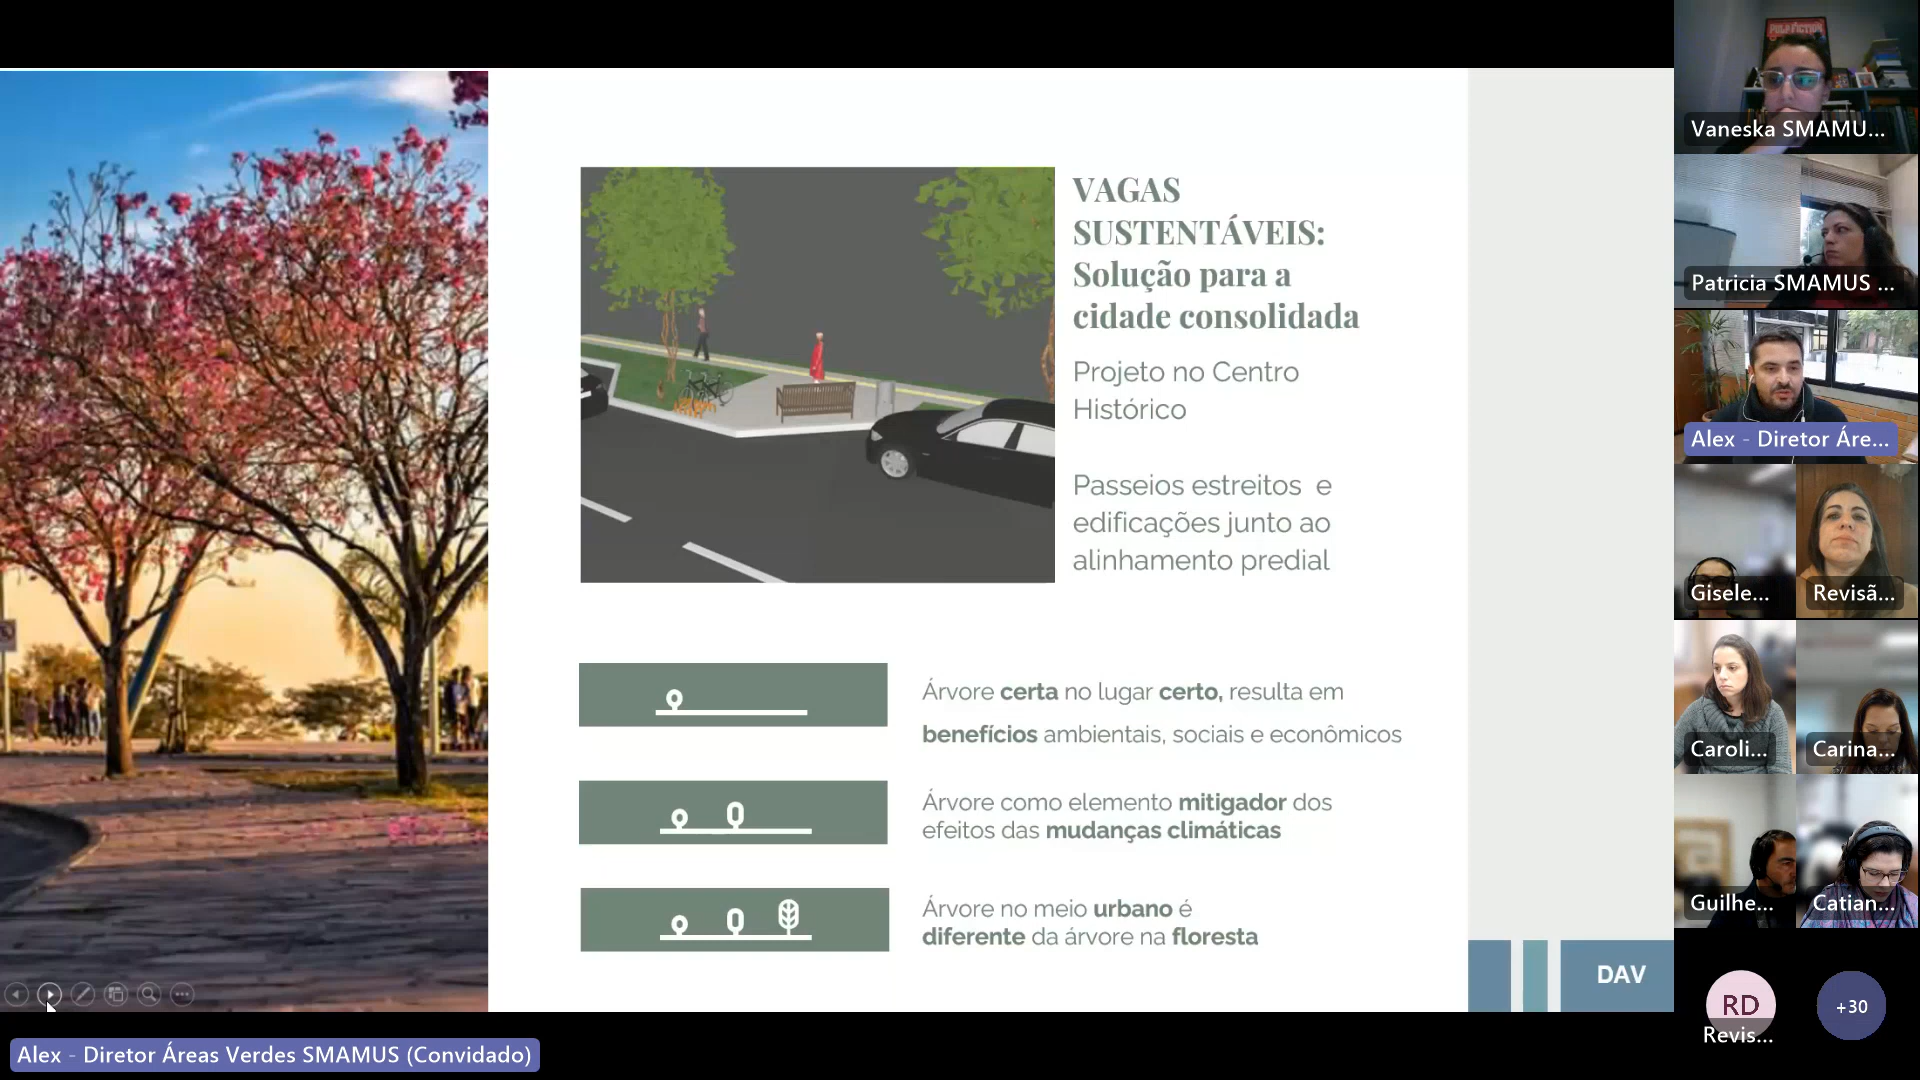 VAGAS
SUSTENTÁVEIS:
Solução para a
cidade consolidada
Projeto no Centro
Histórico
Passeios estreitos e
edificações junto ao
alinhamento predial
Árvore certa no lugar certo, resulta em
benefícios ambientais, sociais e econômicos
Árvore como elemento mitigador dos
efeitos das mudanças climáticas
Árvore no meio urbano é
diferente da árvore na floresta
DAV
Alex - Diretor Áreas Verdes SMAMUS (Convidado)
PULP FICTION
Vaneska SMAMU...
Patricia SMAMUS ...
Alex - Diretor Áre...
Gisele...
Revisã...
Caroli...
Carina...
Guilhe...
Catian...
RD
Revis...
+30